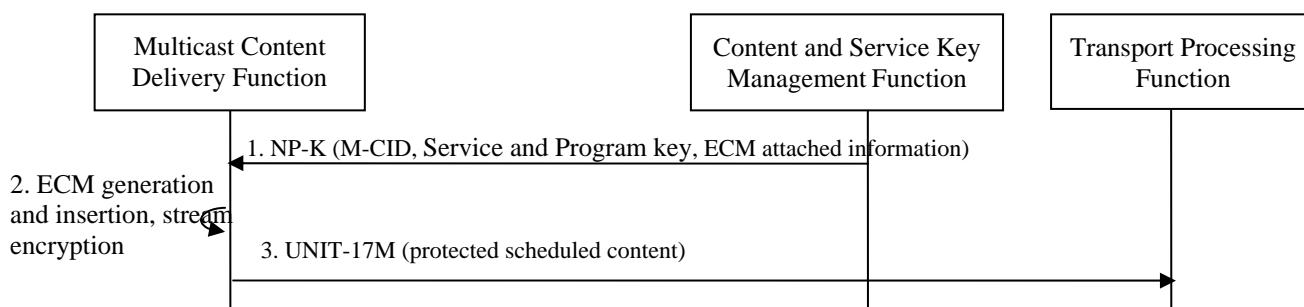 Multicast Content
Delivery Function
Content and Service Key
Management Function
Transport Processing
Function
1. NP-K (M-CID, Service and Program key, ECM attached information)
2. ECM generation
and insertion, stream
encryption
3. UNIT-17M (protected scheduled content)